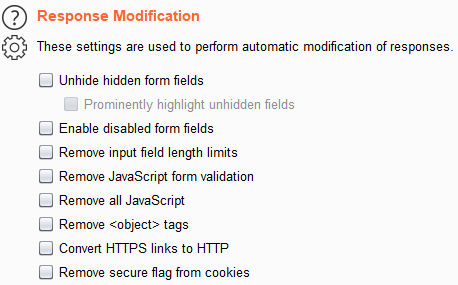 Response Modification
These settings are used to perform automatic modification of responses.
Unhide hidden form fields
Prominently highlight unhidden fields
Enable disabled form fields
Remove input field length limits
Remove JavaScript form validation
Remove all JavaScript
Remove <object> tags
Convert HTTPS links to HTTP
Remove secure flag from cookies